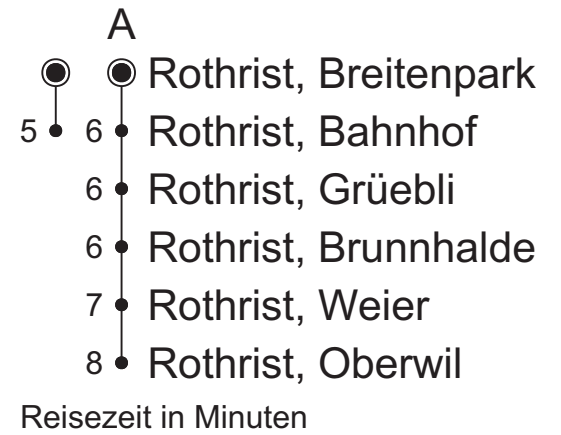 A
Rothrist, Breitenpark
5 6 Rothrist, Bahnhof
6 Rothrist, Grüebli
6 Rothrist, Brunnhalde
7 Rothrist, Weier
8 Rothrist, Oberwil
Reisezeit in Minuten